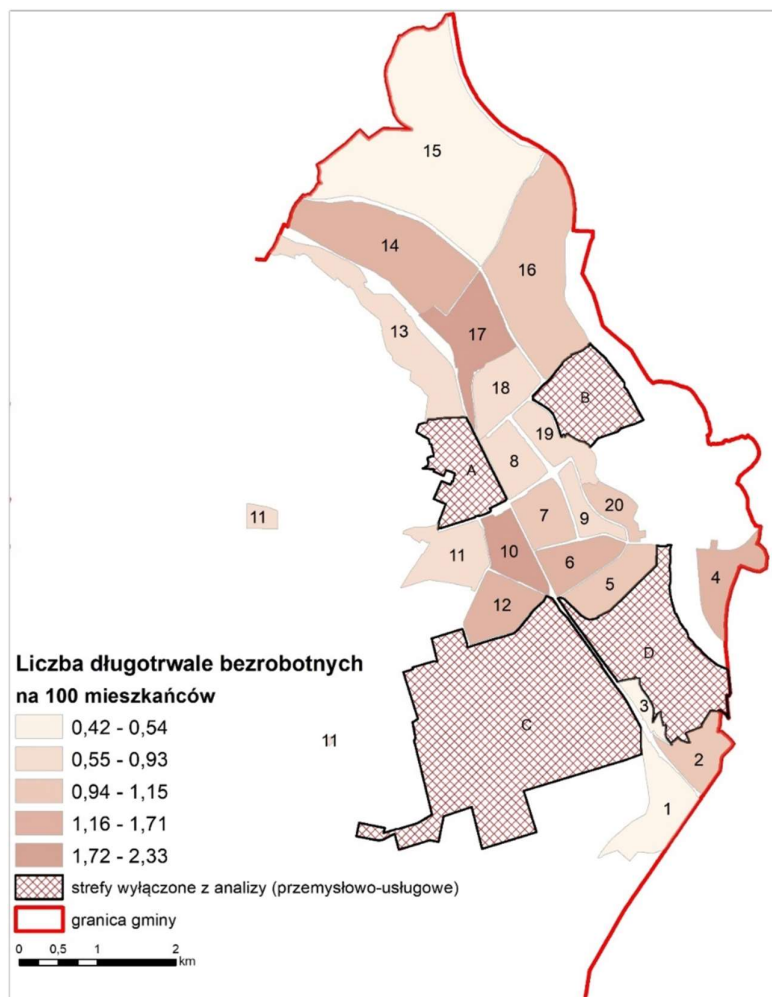 15
14
16
13
17
18
B
19
8
A
11
7
9
20
10
11
6
5
4
12
D
3
C
11
2
1
Liczba długotrwale bezrobotnych
na 100 mieszkańców
0,42 - 0,54
0,55 - 0,93
0,94 - 1,15
1,16 - 1,71
1,72 - 2,33
strefy wyłączone z analizy (przemysłowo-usługowe)
granica gminy
0 0,5 1 2
km